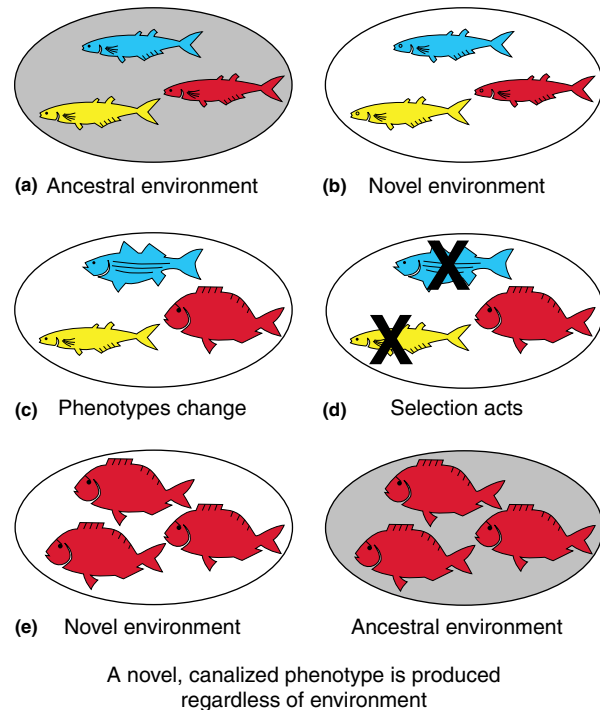 (a) Ancestral environment
(b) Novel environment
(c) Phenotypes change
X
X
(d) Selection acts
(e) Novel environment
Ancestral environment
A novel, canalized phenotype is produced
regardless of environment